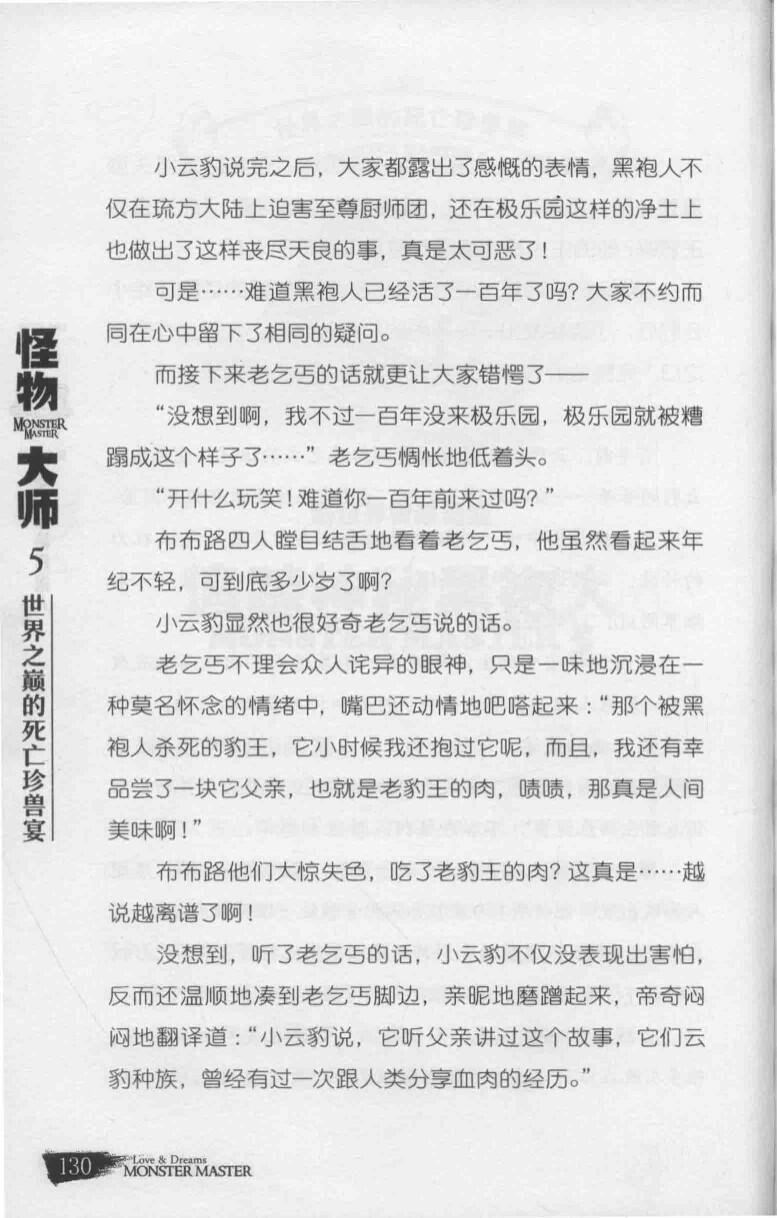 小云豹说完之后，大家都露出了感慨的表情，黑袍人不
仅在琉方大陆上迫害至尊厨师团，还在极乐园这样的净土上
也做出了这样丧尽天良的事，真是太可恶了！
可是……难道黑袍人已经活了一百年了吗？大家不约而
同在心中留下了相同的疑问。
而接下来老乞丐的话就更让大家错愕了——
“没想到啊，我不过一百年没来极乐园，极乐园就被糟
蹋成这个样子了……”老乞丐惆怅地低着头。
“开什么玩笑！难道你一百年前来过吗？”
布布路四人瞠目结舌地看着老乞丐，他虽然看起来年
纪不轻，可到底多少岁了啊？
小云豹显然也很好奇老乞丐说的话。
老乞丐不理会众人诧异的眼神，只是一味地沉浸在一
种莫名怀念的情绪中，嘴巴还动情地吧嗒起来：“那个被黑
袍人杀死的豹王，它小时候我还抱过它呢，而且，我还有幸
品尝了一块它父亲，也就是老豹王的肉，啧啧，那真是人间
美味啊！”
布布路他们大惊失色，吃了老豹王的肉？这真是……越
说越离谱了啊！
没想到，听了老乞丐的话，小云豹不仅没表现出害怕，
反而还温顺地凑到老乞丐脚边，亲昵地磨蹭起来，帝奇闷
闷地翻译道：“小云豹说，它听父亲讲过这个故事，它们云
豹种族，曾经有过一次跟人类分享血肉的经历。”
怪物
MONSTER
MASTER
大师
5
世界之巅的死亡珍兽宴
130
Love & Dreams
MONSTER MASTER